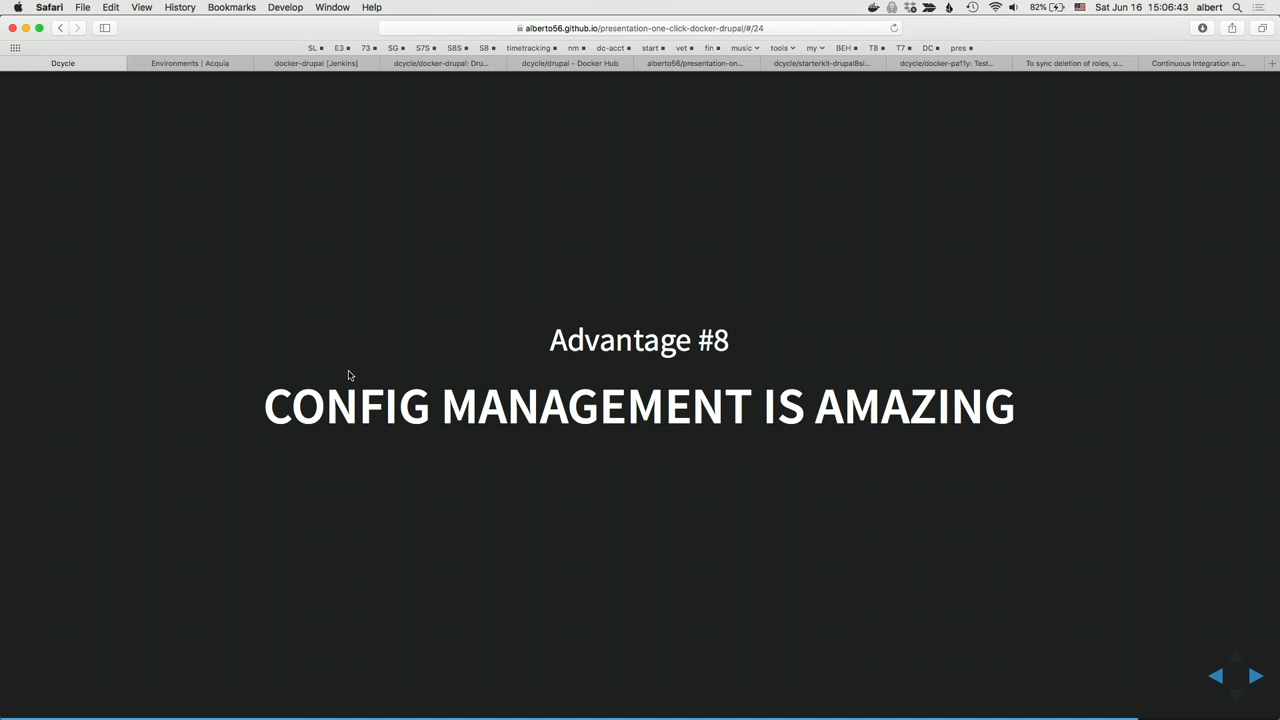 Safari File Edit View History Bookmarks Develop Window Help 82% Sat Jun 16 15:06:43 albert
alberto56.github.io/presentation-one-click-docker-drupal/#/24
SL E3 73 SG S7S S8S S8 timetracking nm dc-acct start vet fin music tools my BEH T8 T7 DC pres
Dcycle Environments | Acquia docker-drupal [Jenkins] dcycle/docker-drupal: Dru... dcycle/drupal - Docker Hub alberto56/presentation-on... dcycle/starterkit-drupal8si... dcycle/docker-pa11y: Test... To sync deletion of roles, u... Continuous Integration an...
Advantage #8
CONFIG MANAGEMENT IS AMAZING